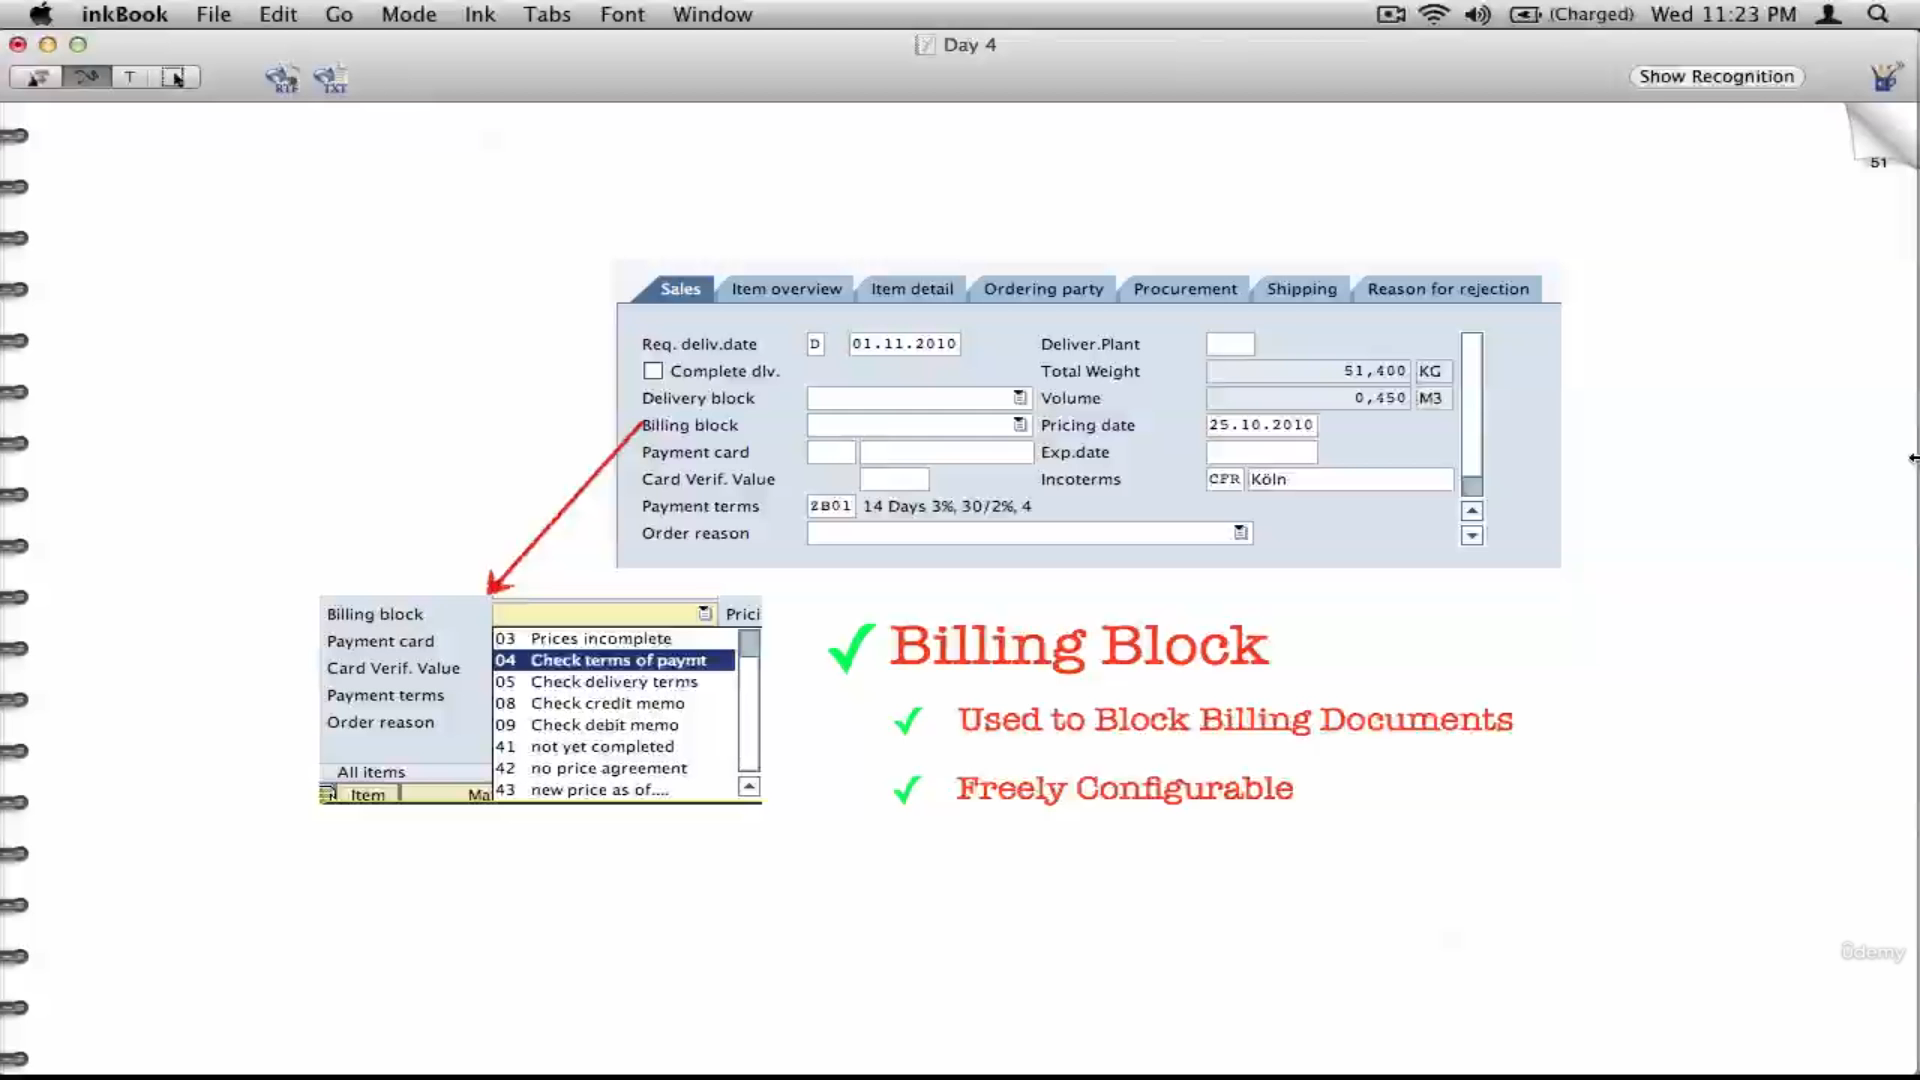 inkBook File Edit Go Mode Ink Tabs Font Window (Charged) Wed 11:23 PM
Day 4
T RTF TXT Show Recognition
51
Sales Item overview Item detail Ordering party Procurement Shipping Reason for rejection
Req. deliv.date D 01.11.2010 Deliver.Plant
Complete dlv. Total Weight 51,400 KG
Delivery block Volume 0,450 M3
Billing block Pricing date 25.10.2010
Payment card Exp.date
Card Verif. Value Incoterms CFR Köln
Payment terms ZB01 14 Days 3%, 30/2%, 4
Order reason
Billing block Prici
Payment card
Card Verif. Value
Payment terms
Order reason
All items
Item Ma
03 Prices incomplete
04 Check terms of paymt
05 Check delivery terms
08 Check credit memo
09 Check debit memo
41 not yet completed
42 no price agreement
43 new price as of....
Billing Block
Used to Block Billing Documents
Freely Configurable
ûdemy